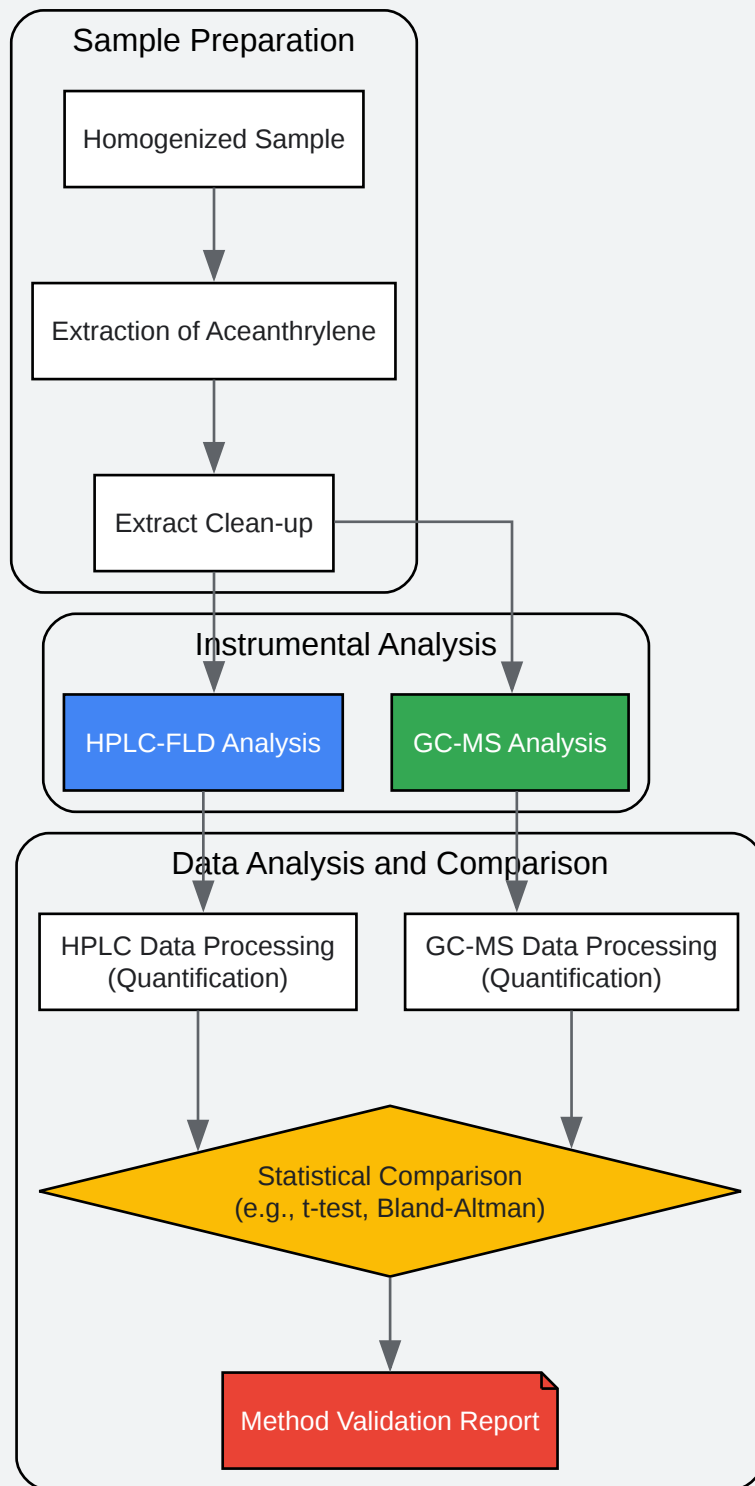 Sample Preparation
Homogenized Sample
Extraction of Aceanthrylene
Extract Clean-up
Instrumental Analysis
HPLC-FLD Analysis
GC-MS Analysis
Data Analysis and Comparison
HPLC Data Processing
(Quantification)
GC-MS Data Processing
(Quantification)
Statistical Comparison
(e.g., t-test, Bland-Altman)
Method Validation Report